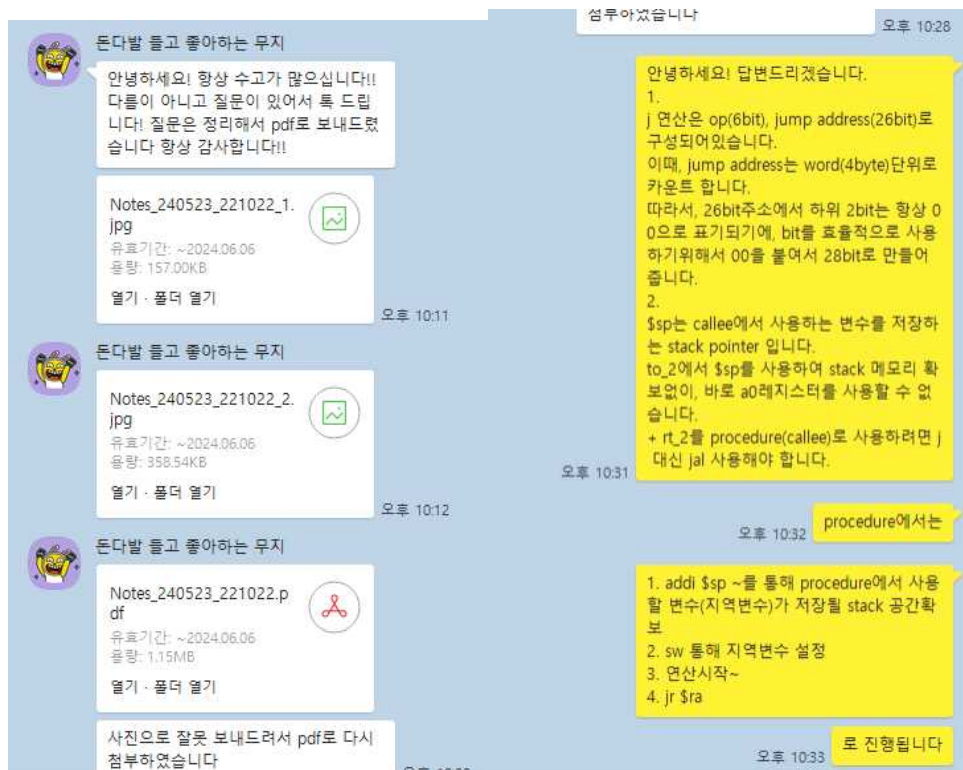 돈다발 들고 좋아하는 무지
안녕하세요! 항상 수고가 많으십니다!!
다름이 아니고 질문이 있어서 톡 드립
니다! 질문은 정리해서 pdf로 보내드렸
습니다 항상 감사합니다!!
Notes_240523_221022_1.
jpg
유효기간: ~2024.06.06
용량: 157.00KB
열기 · 폴더 열기
오후 10:11
돈다발 들고 좋아하는 무지
Notes_240523_221022_2.
jpg
유효기간: ~2024.06.06
용량: 358.54KB
열기 · 폴더 열기
오후 10:12
돈다발 들고 좋아하는 무지
Notes_240523_221022.p
df
유효기간: ~2024.06.06
용량: 1.15MB
열기 · 폴더 열기
사진으로 잘못 보내드려서 pdf로 다시
첨부하였습니다
첨부하였습니다
오후 10:28
안녕하세요! 답변드리겠습니다.
1.
j 연산은 op(6bit), jump address(26bit)로
구성되어있습니다.
이때, jump address는 word(4byte)단위로
카운트 합니다.
따라서, 26bit주소에서 하위 2bit는 항상 0
0으로 표기되기에, bit를 효율적으로 사용
하기위해서 00을 붙여서 28bit로 만들어
줍니다.
2.
$sp는 callee에서 사용하는 변수를 저장하
는 stack pointer 입니다.
to_2에서 $sp를 사용하여 stack 메모리 확
보없이, 바로 a0레지스터를 사용할 수 없
습니다.
+ rt_2를 procedure(callee)로 사용하려면 j
대신 jal 사용해야 합니다.
오후 10:31
procedure에서는
오후 10:32
1. addi $sp ~를 통해 procedure에서 사용
할 변수(지역변수)가 저장될 stack 공간확
보
2. sw 통해 지역변수 설정
3. 연산시작~
4. jr $ra
로 진행됩니다
오후 10:33